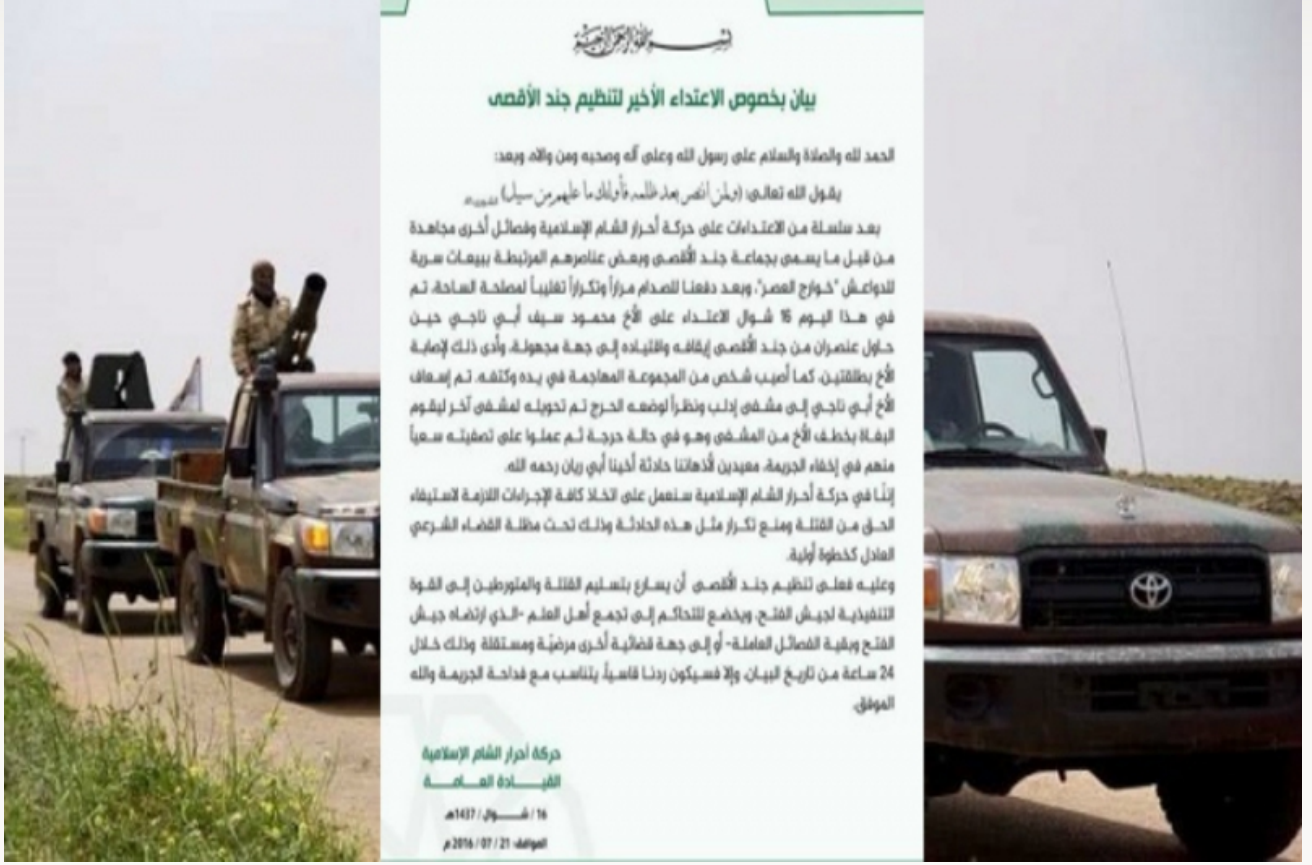 بسم الله الرحمن الرحيم
بيان بخصوص الاعتداء الأخير لتنظيم جند الأقصى
الحمد لله والصلاة والسلام على رسول الله وعلى آله وصحبه ومن والاه، وبعد:
يقول الله تعالى: (ولمن انتصر بعد ظلمه فأولئك ما عليهم من سبيل)
بعد سلسلة من الاعتداءات على حركة أحرار الشام الإسلامية وفصائل أخرى مجاهدة
من قبل ما يسمى بجماعة جند الأقصى وبعض عناصرهم المرتبطة ببيعات سرية
للدواعش "خوارج العصر"، وبعد دفعنا للصدام مراراً وتكراراً تغليباً لمصلحة الساحة، تم
في هذا اليوم 16 شوال الاعتداء على الأخ محمود سيف أبي ناجي حين
حاول عنصران من جند الأقصى إيقافه واقتياده إلى جهة مجهولة، وأدى ذلك لإصابة
الأخ بطلقتين، كما أصيب شخص من المجموعة المهاجمة في يده وكتفه. تم إسعاف
الأخ أبي ناجي إلى مشفى إدلب ونظراً لوضعه الحرج تم تحويله لمشفى آخر ليقوم
البغاة بخطف الأخ من المشفى وهو في حالة حرجة ثم عملوا على تصفيته سعياً
منهم في إخفاء الجريمة، معيدين لأذهاننا حادثة أخينا أبي ريان رحمه الله.
إننا في حركة أحرار الشام الإسلامية سنعمل على اتخاذ كافة الإجراءات اللازمة لاستيفاء
الحق من القتلة ومنع تكرار مثل هذه الحادثة وذلك تحت مظلة القضاء الشرعي
العادل كخطوة أولية.
وعليه فعلى تنظيم جند الأقصى أن يسارع بتسليم القتلة والمتورطين إلى القوة
التنفيذية لجيش الفتح، ويخضع للتحاكم إلى تجمع أهل العلم -الذي ارتضاه جيش
الفتح وبقية الفصائل العاملة- أو إلى جهة قضائية أخرى مرضيّة ومستقلة وذلك خلال
24 ساعة من تاريخ البيان، وإلا فسيكون ردنا قاسياً، يتناسب مع فداحة الجريمة والله
الموفق.
حركة أحرار الشام الإسلامية
القيـــادة العـامـــة
16 / شـــوال / 1437هـ
الموافق: 21 / 07 / 2016 م